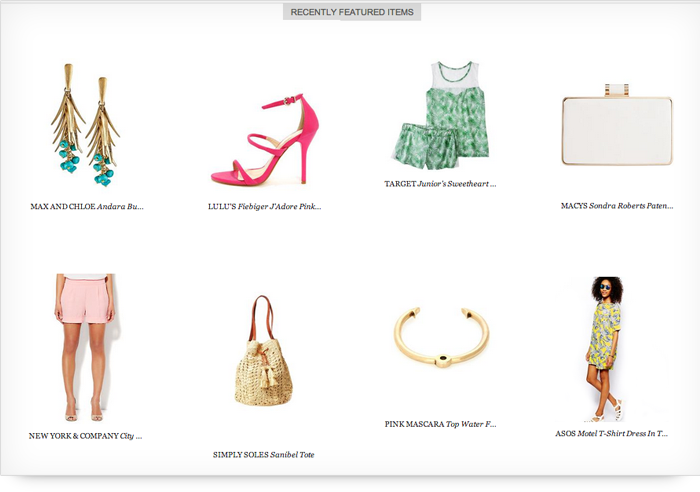 RECENTLY FEATURED ITEMS
MAX AND CHLOE Andara Bu...
LULU'S Fiebiger J'Adore Pink...
TARGET Junior's Sweetheart ...
MACYS Sondra Roberts Paten...
NEW YORK & COMPANY City ...
SIMPLY SOLES Sanibel Tote
PINK MASCARA Top Water F...
ASOS Motel T-Shirt Dress In T...